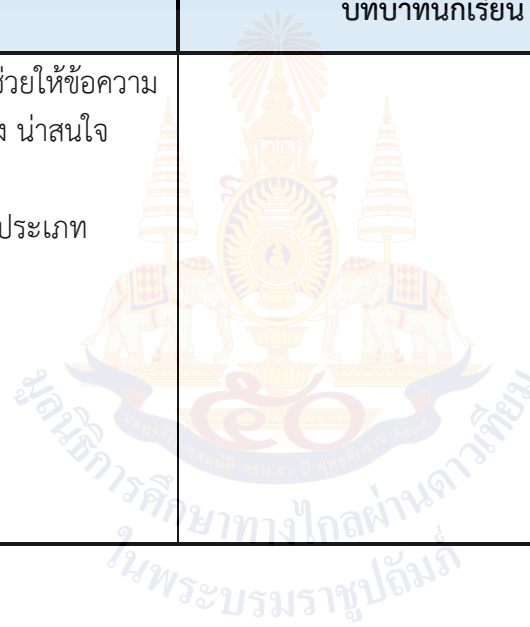 บทบาทนักเรียน
ช่วยให้ข้อความ
น่าสนใจ
ประเภท
๕๐
มูลนิธิการศึกษาทางไกลผ่านดาวเทียม
ในพระบรมราชูปถัมภ์